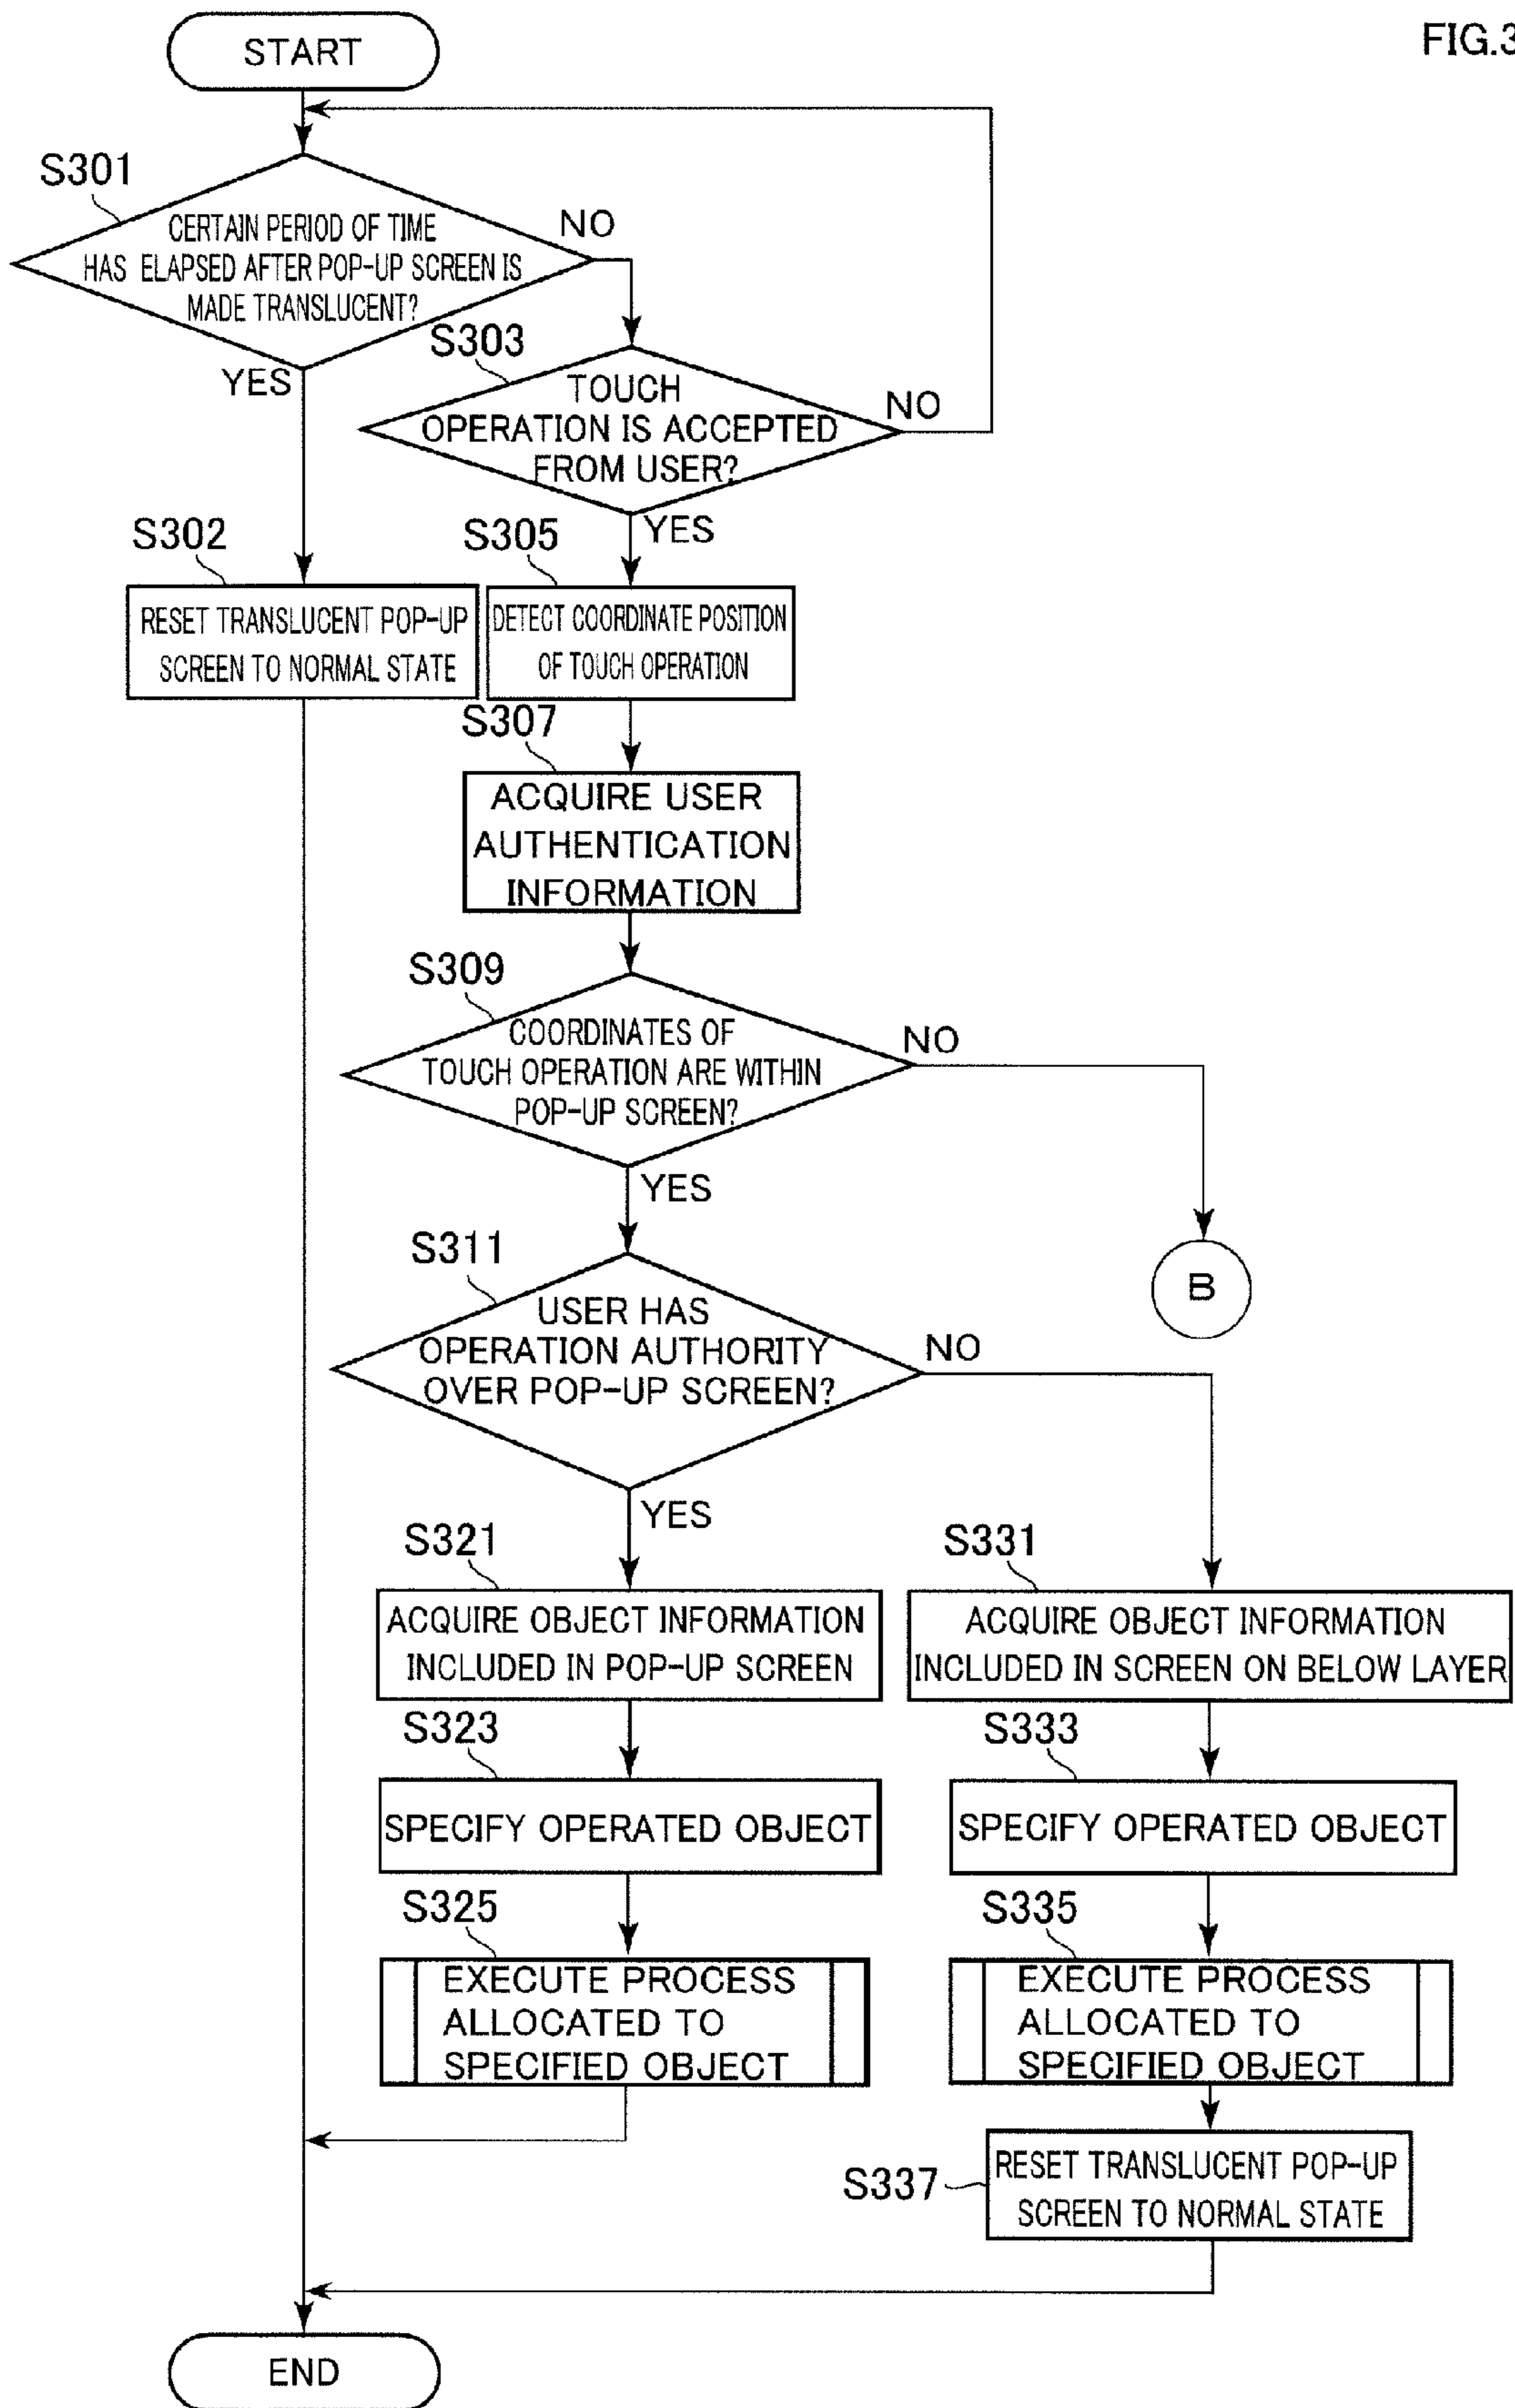 FIG.3
START
S301
CERTAIN PERIOD OF TIME
HAS ELAPSED AFTER POP-UP SCREEN IS
MADE TRANSLUCENT?
NO
YES
S303
TOUCH
OPERATION IS ACCEPTED
FROM USER?
NO
YES
S302
RESET TRANSLUCENT POP-UP
SCREEN TO NORMAL STATE
S305
DETECT COORDINATE POSITION
OF TOUCH OPERATION
S307
ACQUIRE USER
AUTHENTICATION
INFORMATION
S309
COORDINATES OF
TOUCH OPERATION ARE WITHIN
POP-UP SCREEN?
NO
YES
B
S311
USER HAS
OPERATION AUTHORITY
OVER POP-UP SCREEN?
NO
YES
S321
ACQUIRE OBJECT INFORMATION
INCLUDED IN POP-UP SCREEN
S331
ACQUIRE OBJECT INFORMATION
INCLUDED IN SCREEN ON BELOW LAYER
S323
SPECIFY OPERATED OBJECT
S333
SPECIFY OPERATED OBJECT
S325
EXECUTE PROCESS
ALLOCATED TO
SPECIFIED OBJECT
S335
EXECUTE PROCESS
ALLOCATED TO
SPECIFIED OBJECT
S337
RESET TRANSLUCENT POP-UP
SCREEN TO NORMAL STATE
END